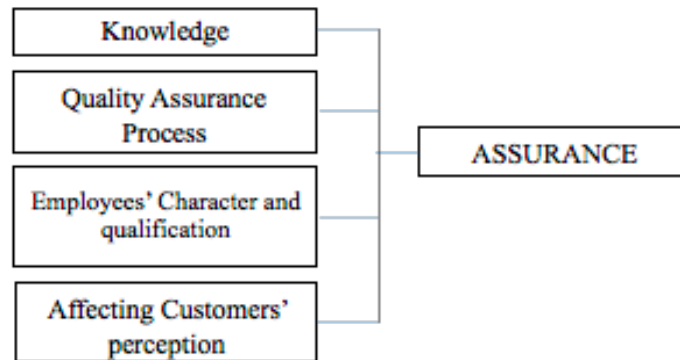 Knowledge
Quality Assurance
Process
ASSURANCE
Employees’ Character and
qualification
Affecting Customers’
perception